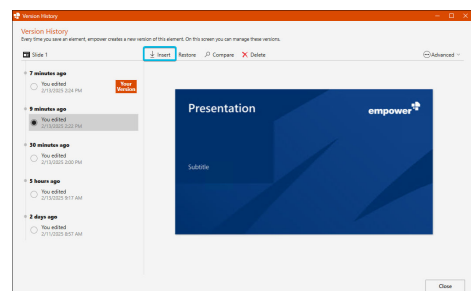 Version History
Version History
Every time you save an element, empower creates a new version of this element. On this screen you can manage these versions.
Slide 1
Insert Restore Compare Delete Advanced
7 minutes ago
You edited
2/13/2025 2:24 PM
Your Version
9 minutes ago
You edited
2/13/2025 2:22 PM
30 minutes ago
You edited
2/13/2025 2:00 PM
5 hours ago
You edited
2/13/2025 9:17 AM
2 days ago
You edited
2/11/2025 8:57 AM
Presentation
empower
Subtitle
Close